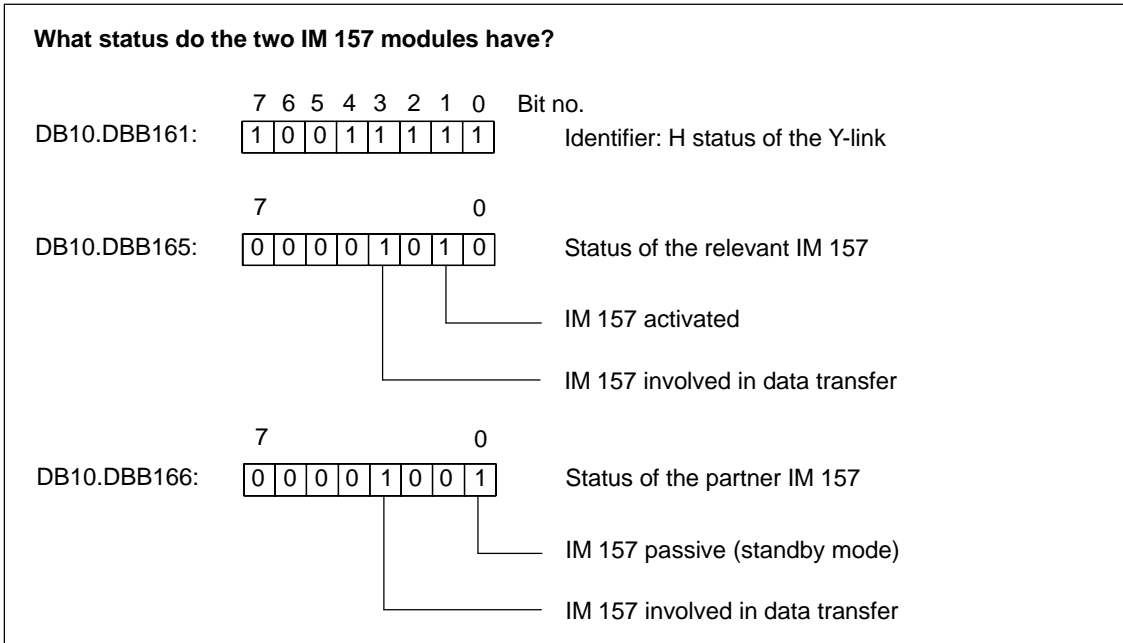 What status do the two IM 157 modules have?
7 6 5 4 3 2 1 0 Bit no.
DB10.DBB161: 1 0 0 1 1 1 1 1 Identifier: H status of the Y-link
7 0
DB10.DBB165: 0 0 0 0 1 0 1 0 Status of the relevant IM 157
IM 157 activated
IM 157 involved in data transfer
7 0
DB10.DBB166: 0 0 0 0 1 0 0 1 Status of the partner IM 157
IM 157 passive (standby mode)
IM 157 involved in data transfer